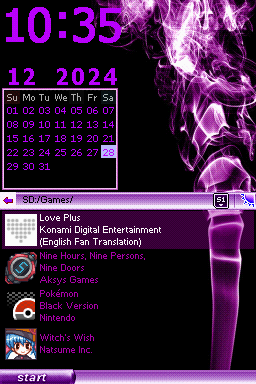 10:35
12 2024
Su Mo Tu We Th Fr Sa
01 02 03 04 05 06 07
08 09 10 11 12 13 14
15 16 17 18 19 20 21
22 23 24 25 26 27 28
29 30 31
SD:/Games/
S1
Love Plus
Konami Digital Entertainment
(English Fan Translation)
Nine Hours, Nine Persons,
Nine Doors
Aksys Games
Pokémon
Black Version
Nintendo
Witch's Wish
Natsume Inc.
start